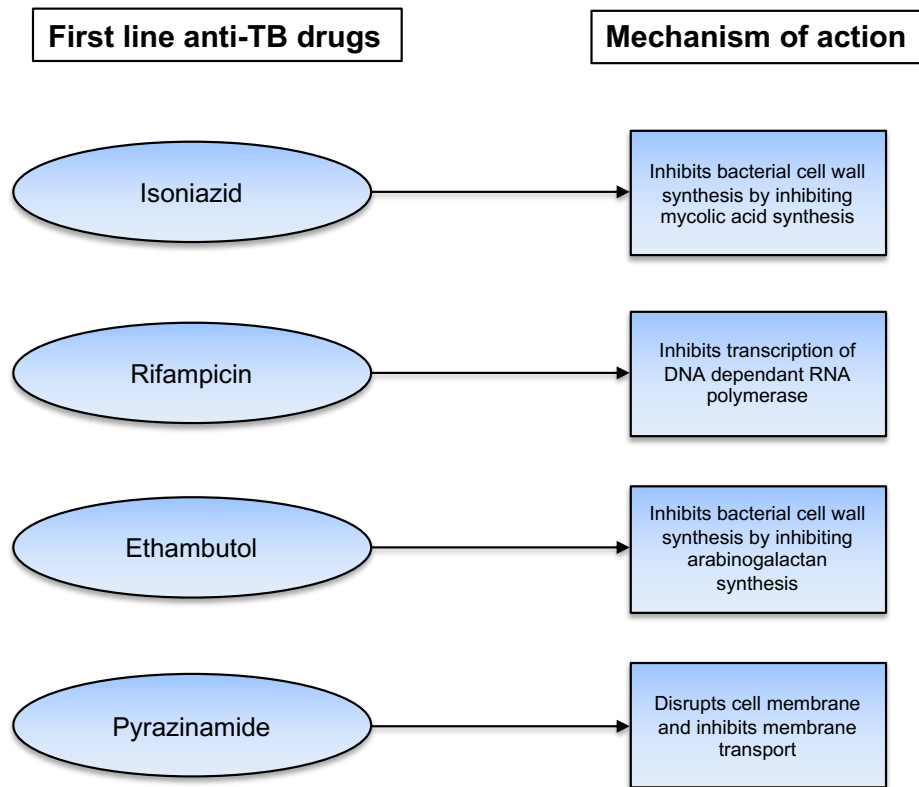 First line anti-TB drugs
Mechanism of action
Isoniazid
Inhibits bacterial cell wall
synthesis by inhibiting
mycolic acid synthesis
Rifampicin
Inhibits transcription of
DNA dependant RNA
polymerase
Ethambutol
Inhibits bacterial cell wall
synthesis by inhibiting
arabinogalactan
synthesis
Pyrazinamide
Disrupts cell membrane
and inhibits membrane
transport